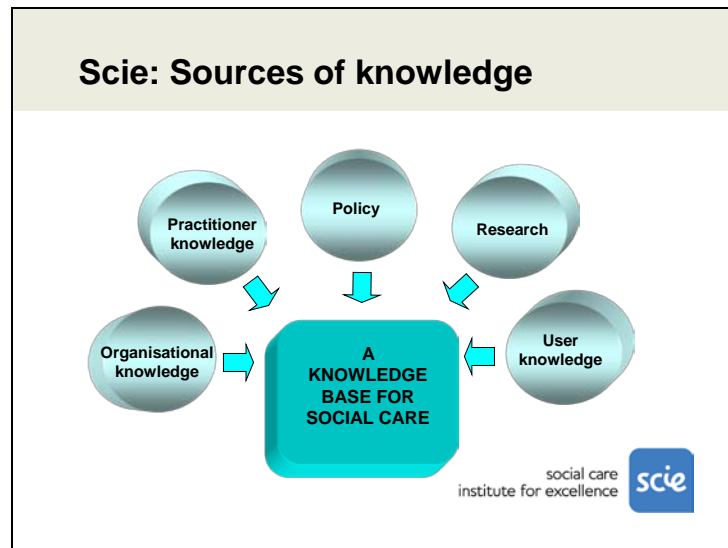 Scie: Sources of knowledge
Practitioner
knowledge
Policy
Research
Organisational
knowledge
A
KNOWLEDGE
BASE FOR
SOCIAL CARE
User
knowledge
social care
institute for excellence
scie